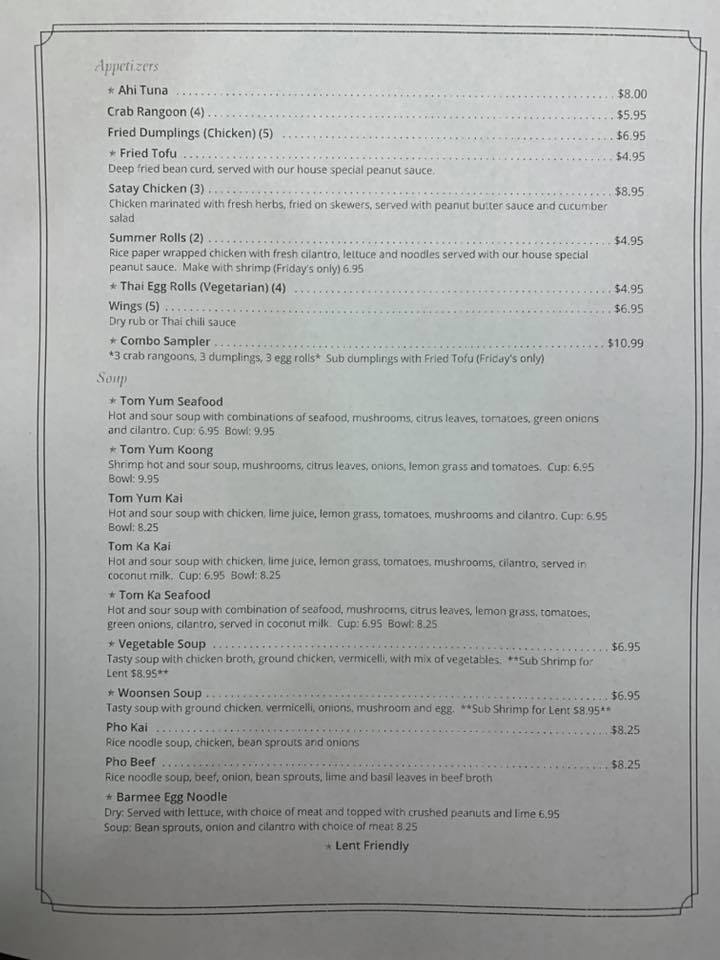 Appetizers
* Ahi Tuna ........ $8.00
Crab Rangoon (4) ........ $5.95
Fried Dumplings (Chicken) (5) ........ $6.95
* Fried Tofu ........ $4.95
Deep fried bean curd, served with our house special peanut sauce.
Satay Chicken (3) ........ $8.95
Chicken marinated with fresh herbs, fried on skewers, served with peanut butter sauce and cucumber
salad
Summer Rolls (2) ........ $4.95
Rice paper wrapped chicken with fresh cilantro, lettuce and noodles served with our house special
peanut sauce. Make with shrimp (Friday's only) 6.95
* Thai Egg Rolls (Vegetarian) (4) ........ $4.95
Wings (5) ........ $6.95
Dry rub or Thai chili sauce
* Combo Sampler ........ $10.99
*3 crab rangoons, 3 dumplings, 3 egg rolls* Sub dumplings with Fried Tofu (Friday's only)
Soup
* Tom Yum Seafood
Hot and sour soup with combinations of seafood, mushrooms, citrus leaves, tomatoes, green onions
and cilantro. Cup: 6.95 Bowl: 9.95
* Tom Yum Koong
Shrimp hot and sour soup, mushrooms, citrus leaves, onions, lemon grass and tomatoes. Cup: 6.95
Bowl: 9.95
Tom Yum Kai
Hot and sour soup with chicken, lime juice, lemon grass, tomatoes, mushrooms and cilantro. Cup: 6.95
Bowl: 8.25
Tom Ka Kai
Hot and sour soup with chicken, lime juice, lemon grass, tomatoes, mushrooms, cilantro, served in
coconut milk. Cup: 6.95 Bowl: 8.25
* Tom Ka Seafood
Hot and sour soup with combination of seafood, mushrooms, citrus leaves, lemon grass, tomatoes,
green onions, cilantro, served in coconut milk. Cup: 6.95 Bowl: 8.25
* Vegetable Soup ........ $6.95
Tasty soup with chicken broth, ground chicken, vermicelli, with mix of vegetables. **Sub Shrimp for
Lent $8.95**
* Woonsen Soup ........ $6.95
Tasty soup with ground chicken, vermicelli, onions, mushroom and egg. **Sub Shrimp for Lent $8.95**
Pho Kai ........ $8.25
Rice noodle soup, chicken, bean sprouts and onions
Pho Beef ........ $8.25
Rice noodle soup, beef, onion, bean sprouts, lime and basil leaves in beef broth
* Barmee Egg Noodle
Dry: Served with lettuce, with choice of meat and topped with crushed peanuts and lime 6.95
Soup: Bean sprouts, onion and cilantro with choice of meat 8.25
* Lent Friendly